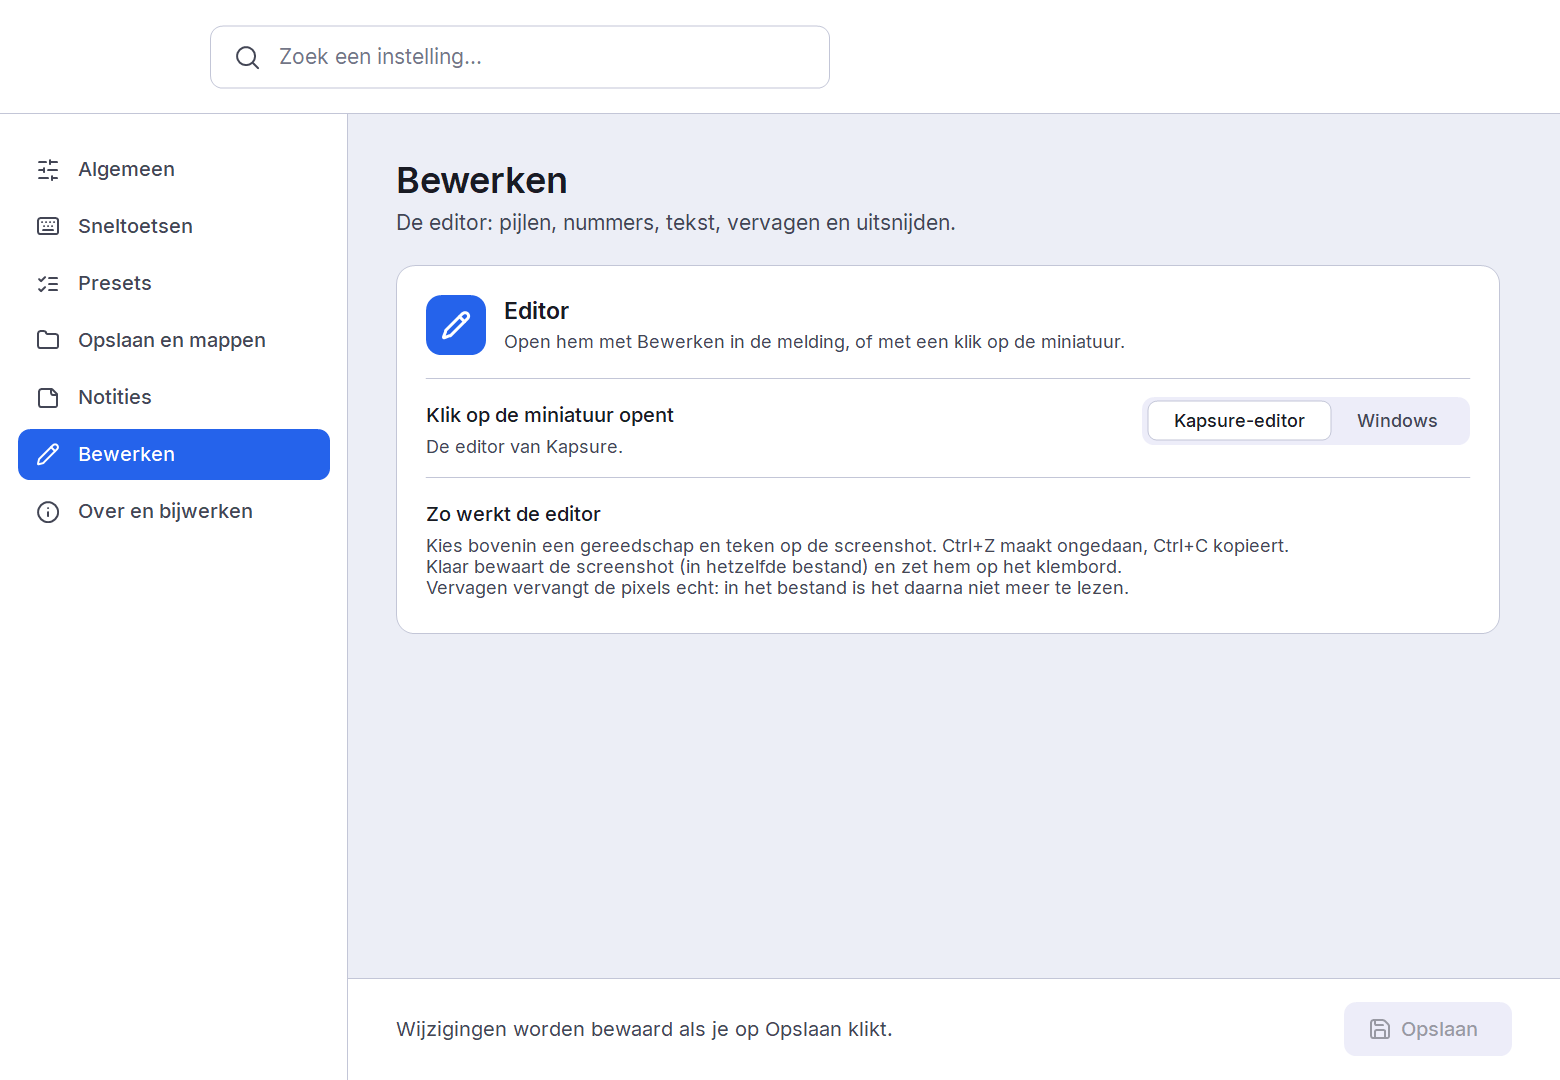 Zoek een instelling...
Algemeen
Sneltoetsen
Presets
Opslaan en mappen
Notities
Bewerken
Over en bijwerken
Bewerken
De editor: pijlen, nummers, tekst, vervagen en uitsnijden.
Editor
Open hem met Bewerken in de melding, of met een klik op de miniatuur.
Klik op de miniatuur opent
De editor van Kapsure.
Kapsure-editor
Windows
Zo werkt de editor
Kies bovenin een gereedschap en teken op de screenshot. Ctrl+Z maakt ongedaan, Ctrl+C kopieert.
Klaar bewaart de screenshot (in hetzelfde bestand) en zet hem op het klembord.
Vervagen vervangt de pixels echt: in het bestand is het daarna niet meer te lezen.
Wijzigingen worden bewaard als je op Opslaan klikt.
Opslaan